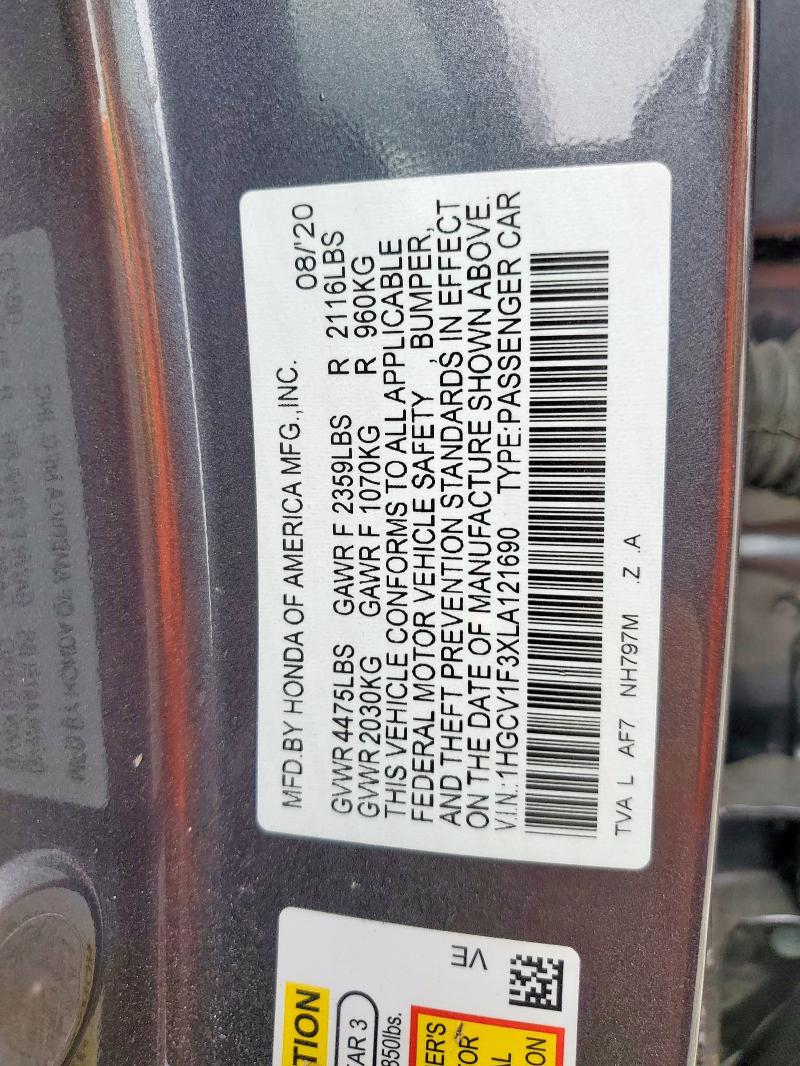 MFD.BY HONDA OF AMERICA MFG.,INC. 08/'20
GVWR 4475LBS GAWR F 2359LBS R 2116LBS
GVWR 2030KG GAWR F 1070KG R 960KG
THIS VEHICLE CONFORMS TO ALL APPLICABLE
FEDERAL MOTOR VEHICLE SAFETY, BUMPER,
AND THEFT PREVENTION STANDARDS, IN EFFECT
ON THE DATE OF MANUFACTURE SHOWN ABOVE.
V.I.N.:1HGCV1F3XLA121690 TYPE:PASSENGER CAR
TVA L AF7 NH797M .Z .A
VE
850lbs.